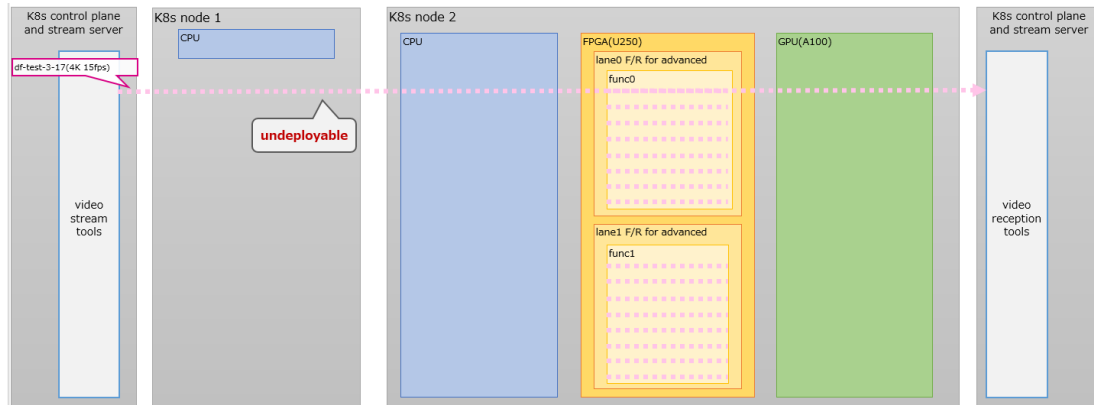 K8s control plane
and stream server
df-test-3-17(4K 15fps)
video
stream
tools
K8s node 1
CPU
undeployable
K8s node 2
CPU
FPGA(U250)
lane0 F/R for advanced
func0
lane1 F/R for advanced
func1
GPU(A100)
K8s control plane
and stream server
video
reception
tools